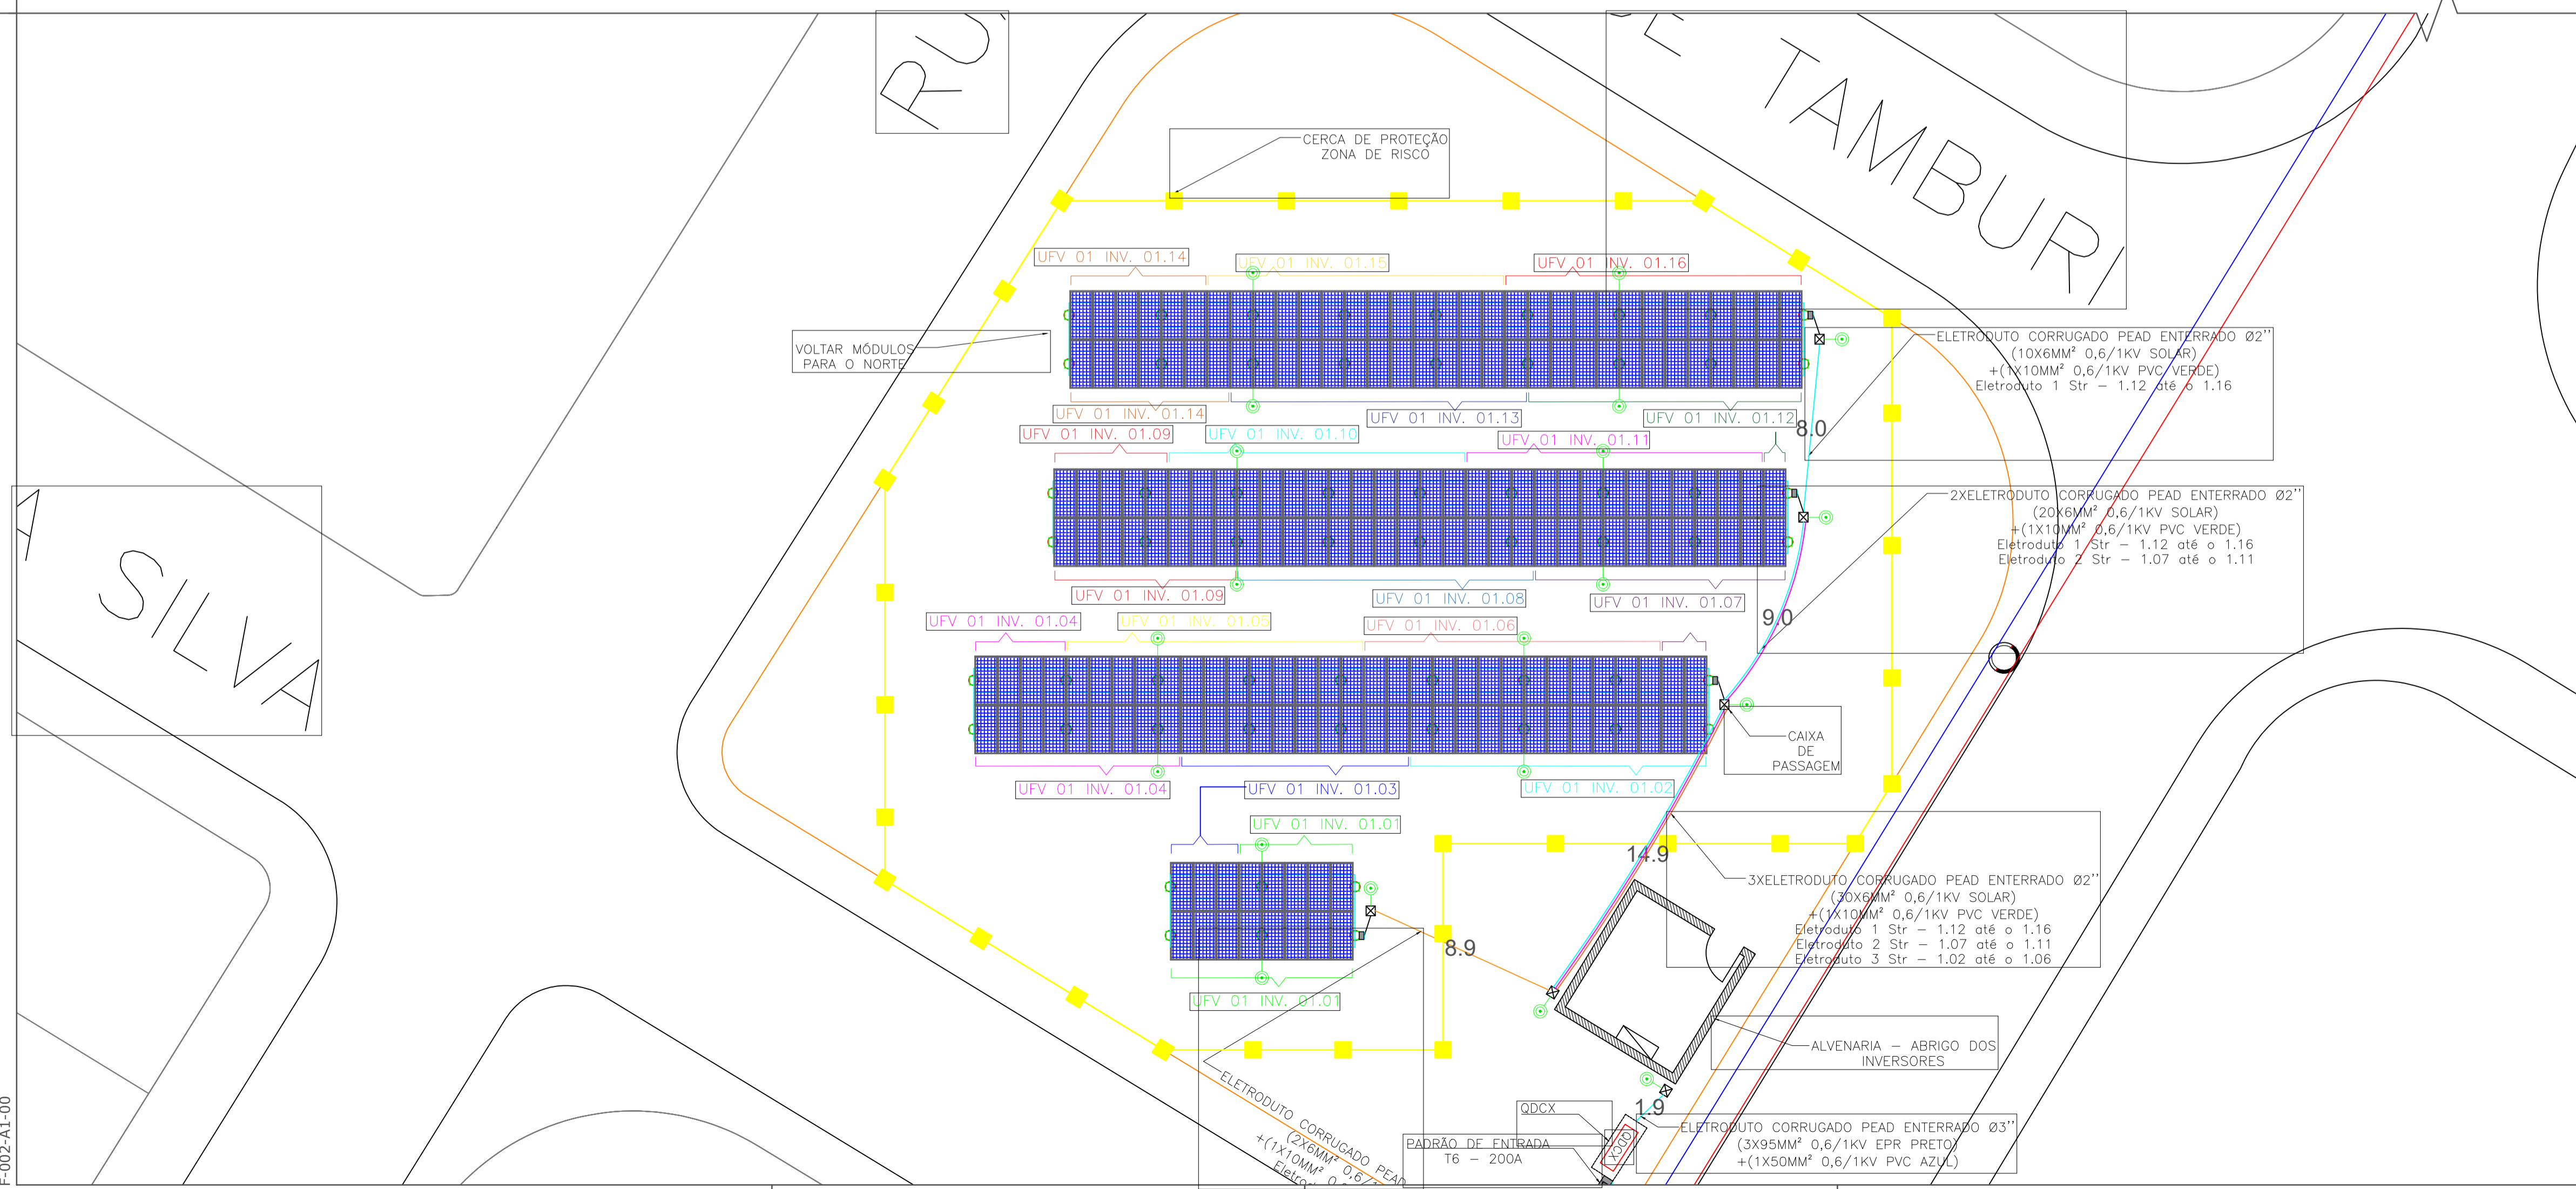 RU
E TAMBURI
A SILVA
CERCA DE PROTEÇÃO
ZONA DE RISCO
UFV 01 INV. 01.14
UFV 01 INV. 01.15
UFV 01 INV. 01.16
VOLTAR MÓDULOS
PARA O NORTE
ELETRODUTO CORRUGADO PEAD ENTERRADO Ø2''
(10X6MM² 0,6/1KV SOLAR)
+(1X10MM² 0,6/1KV PVC VERDE)
Eletroduto 1 Str – 1.12 até o 1.16
UFV 01 INV. 01.14
UFV 01 INV. 01.13
UFV 01 INV. 01.12
8.0
UFV 01 INV. 01.09
UFV 01 INV. 01.10
UFV 01 INV. 01.11
2XELETRODUTO CORRUGADO PEAD ENTERRADO Ø2''
(20X6MM² 0,6/1KV SOLAR)
+(1X10MM² 0,6/1KV PVC VERDE)
Eletroduto 1 Str – 1.12 até o 1.16
Eletroduto 2 Str – 1.07 até o 1.11
UFV 01 INV. 01.09
UFV 01 INV. 01.08
UFV 01 INV. 01.07
9.0
UFV 01 INV. 01.04
UFV 01 INV. 01.05
UFV 01 INV. 01.06
CAIXA
DE
PASSAGEM
UFV 01 INV. 01.04
UFV 01 INV. 01.03
UFV 01 INV. 01.02
UFV 01 INV. 01.01
14.9
3XELETRODUTO CORRUGADO PEAD ENTERRADO Ø2''
(30X6MM² 0,6/1KV SOLAR)
+(1X10MM² 0,6/1KV PVC VERDE)
Eletroduto 1 Str – 1.12 até o 1.16
Eletroduto 2 Str – 1.07 até o 1.11
Eletroduto 3 Str – 1.02 até o 1.06
8.9
UFV 01 INV. 01.01
ALVENARIA – ABRIGO DOS
INVERSORES
ELETRODUTO CORRUGADO PEAD
(2X6MM² 0,6/1
+(1X10MM² 0,
Eletro
QDCX
1.9
QDCX
PADRÃO DE ENTRADA
T6 – 200A
ELETRODUTO CORRUGADO PEAD ENTERRADO Ø3''
(3X95MM² 0,6/1KV EPR PRETO)
+(1X50MM² 0,6/1KV PVC AZUL)
F-002-A1-00